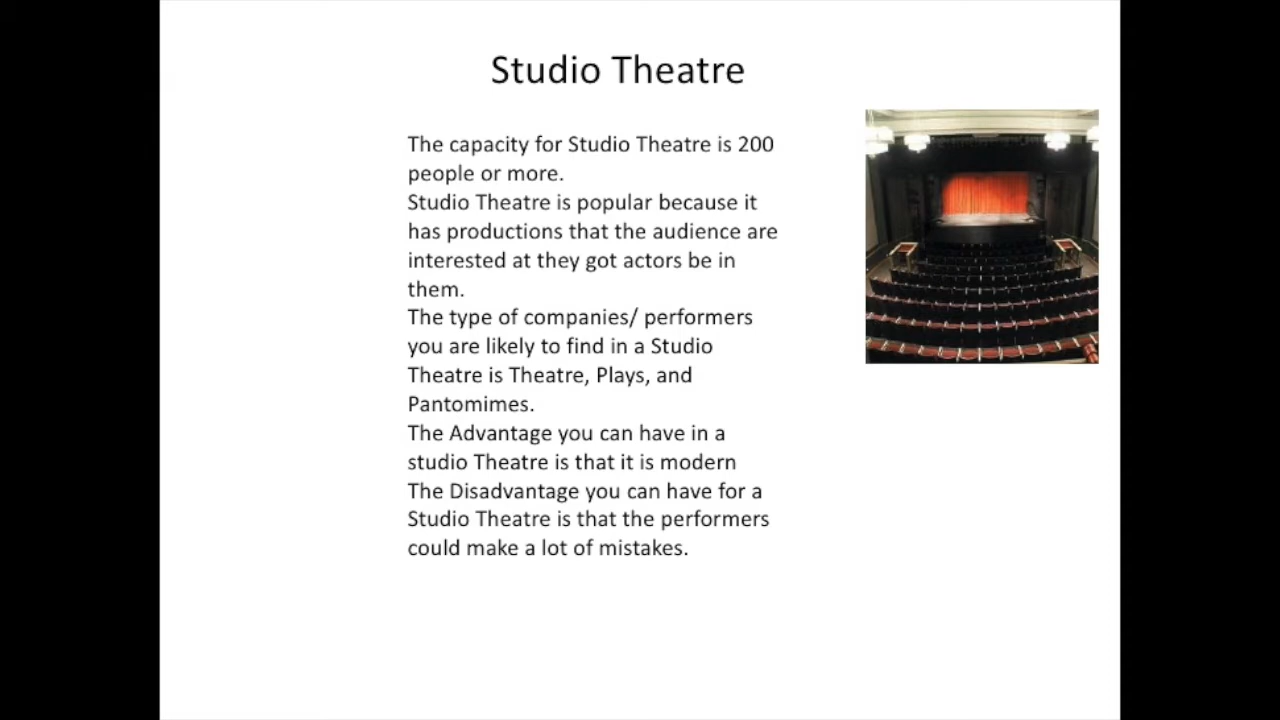 Studio Theatre
The capacity for Studio Theatre is 200
people or more.
Studio Theatre is popular because it
has productions that the audience are
interested at they got actors be in
them.
The type of companies/ performers
you are likely to find in a Studio
Theatre is Theatre, Plays, and
Pantomimes.
The Advantage you can have in a
studio Theatre is that it is modern
The Disadvantage you can have for a
Studio Theatre is that the performers
could make a lot of mistakes.